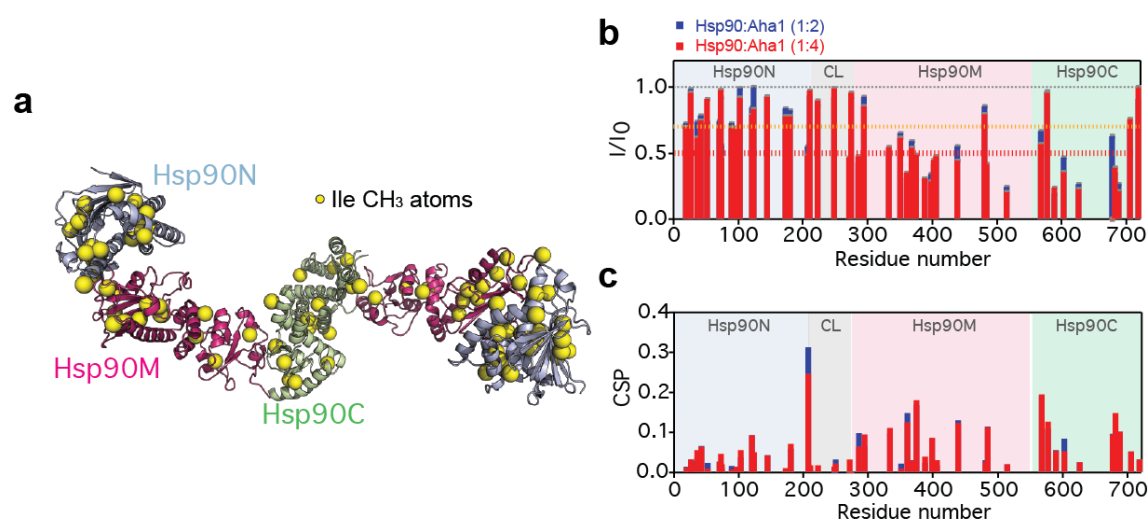 a
Hsp90N
Ile CH₃ atoms
Hsp90M
Hsp90C
b
Hsp90:Aha1 (1:2)
Hsp90:Aha1 (1:4)
Hsp90N CL Hsp90M Hsp90C
I/I₀
1.0
0.5
0.0
0 100 200 300 400 500 600 700
Residue number
c
Hsp90N CL Hsp90M Hsp90C
CSP
0.4
0.3
0.2
0.1
0.0
0 100 200 300 400 500 600 700
Residue number